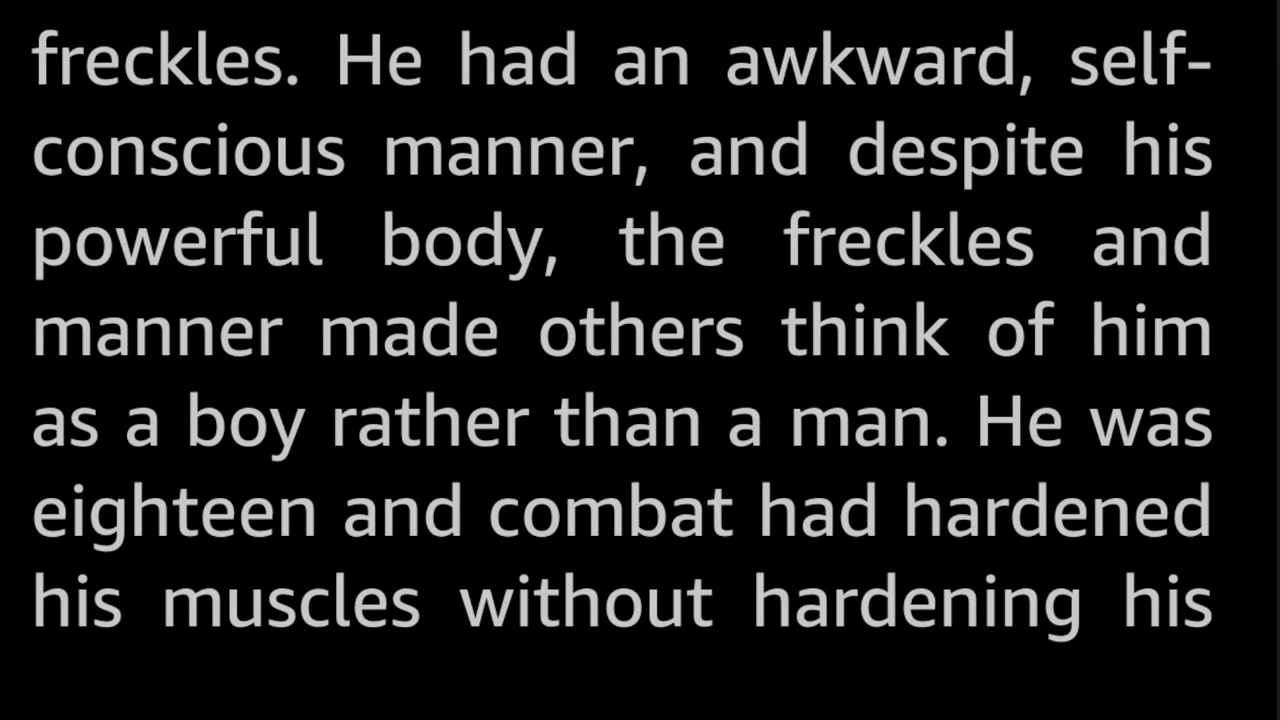 freckles. He had an awkward, self-
conscious manner, and despite his
powerful body, the freckles and
manner made others think of him
as a boy rather than a man. He was
eighteen and combat had hardened
his muscles without hardening his